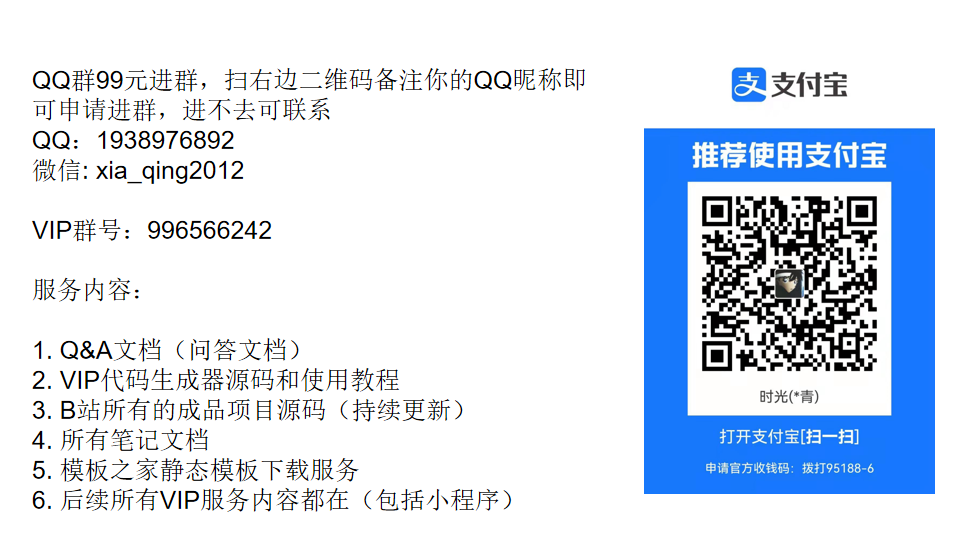 QQ群99元进群，扫右边二维码备注你的QQ昵称即
可申请进群，进不去可联系
QQ：1938976892
微信: xia_qing2012
VIP群号：996566242
服务内容：
1. Q&A文档（问答文档）
2. VIP代码生成器源码和使用教程
3. B站所有的成品项目源码（持续更新）
4. 所有笔记文档
5. 模板之家静态模板下载服务
6. 后续所有VIP服务内容都在（包括小程序）
支付宝
推荐使用支付宝
时光(*青)
打开支付宝[扫一扫]
申请官方收钱码：拨打95188-6